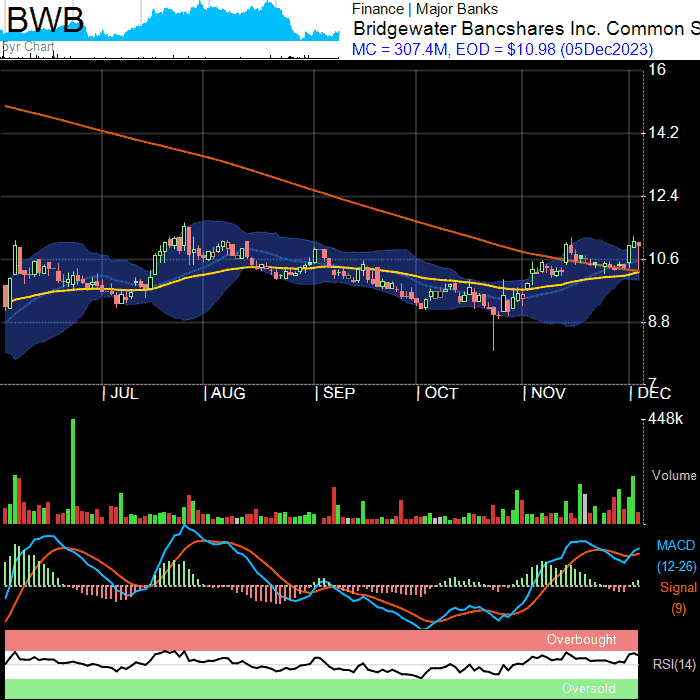 BWB
5yr Chart
Finance | Major Banks
Bridgewater Bancshares Inc. Common S
MC = 307.4M, EOD = $10.98 (05Dec2023)
16
14.2
12.4
10.6
8.8
7
JUL
AUG
SEP
OCT
NOV
DEC
448k
Volume
MACD
(12-26)
Signal
(9)
Overbought
RSI(14)
Oversold